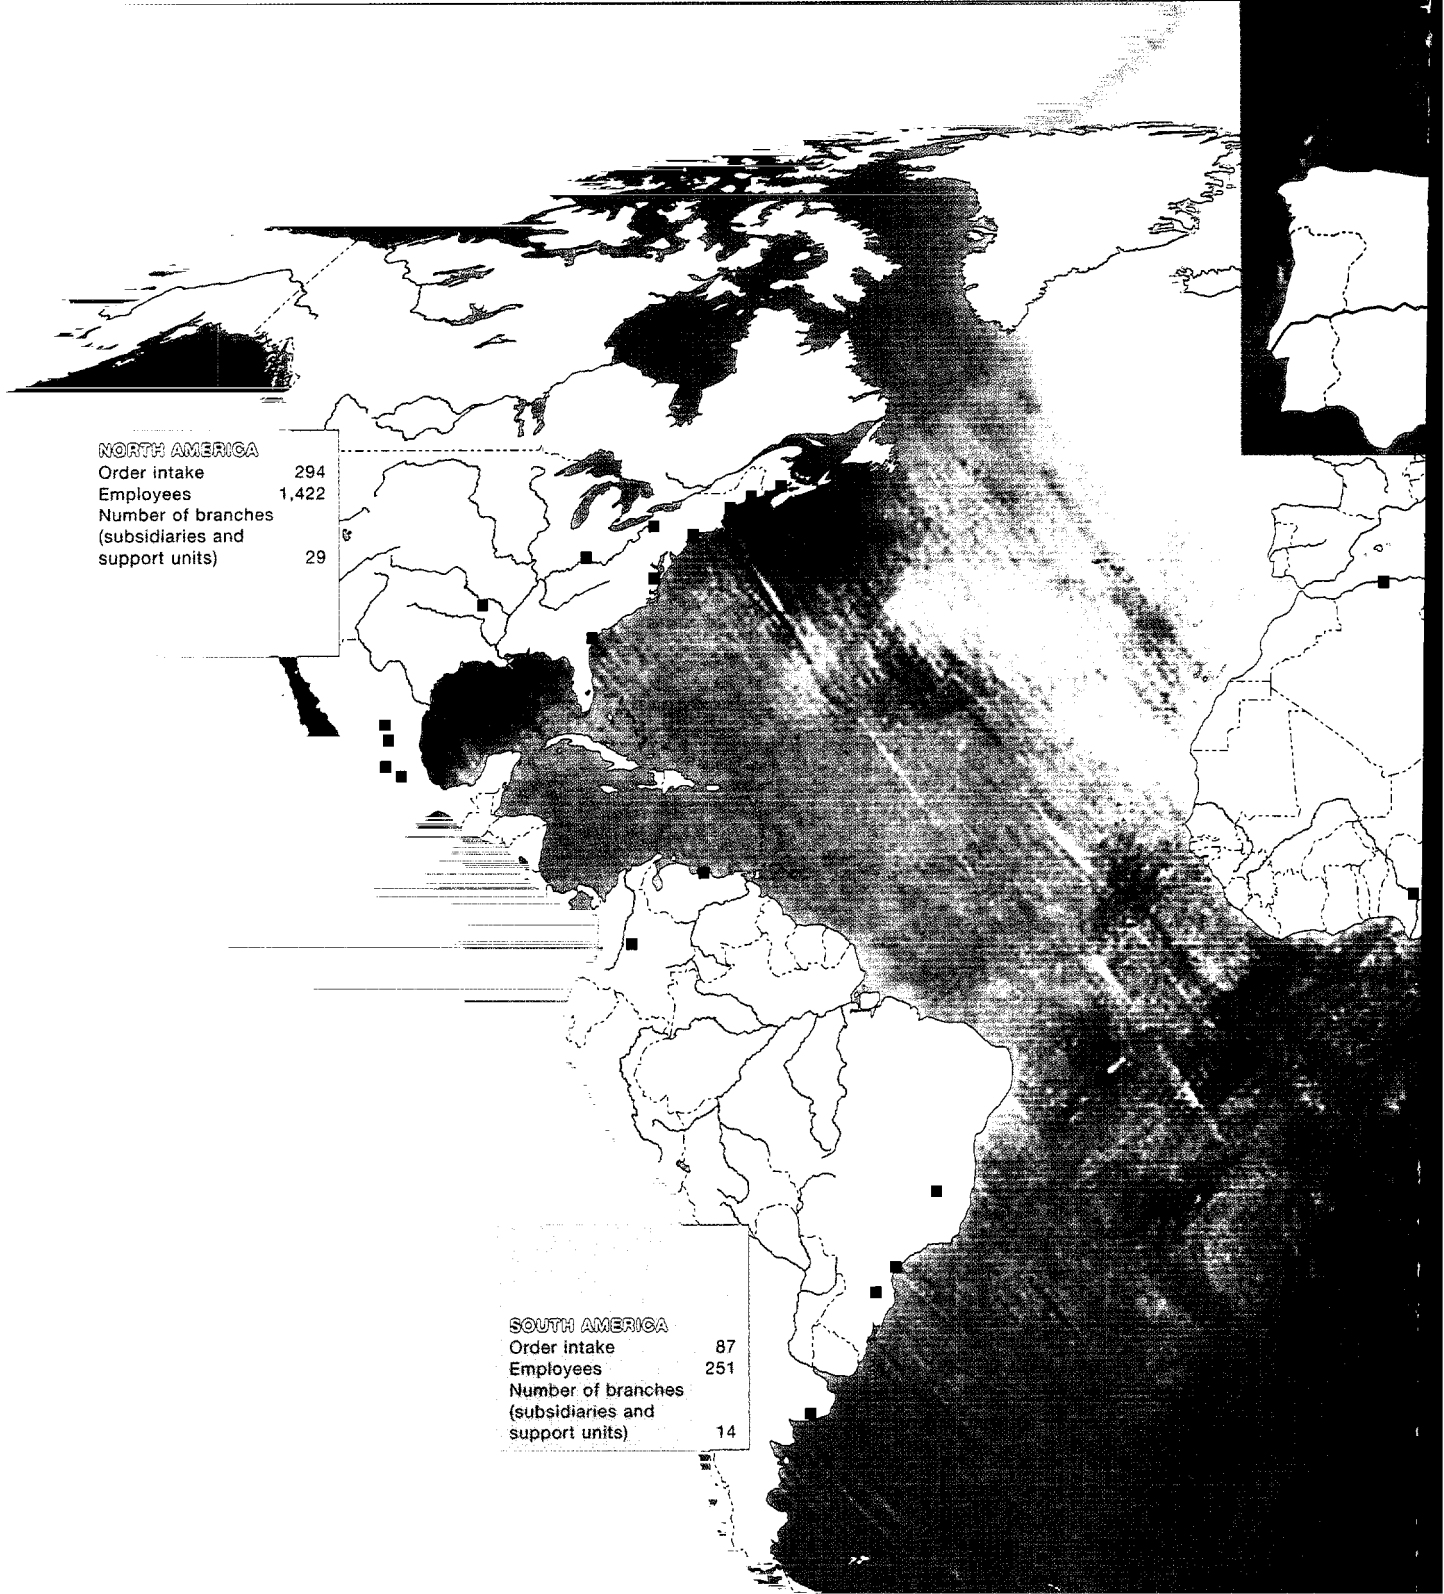 NORTH AMERICA
Order intake 294
Employees 1,422
Number of branches
(subsidiaries and
support units) 29
SOUTH AMERICA
Order intake 87
Employees 251
Number of branches
(subsidiaries and
support units) 14